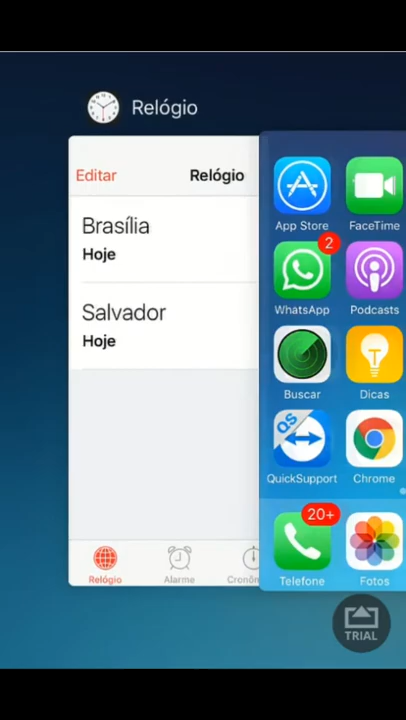 Relógio
Editar
Relógio
Brasília
Hoje
Salvador
Hoje
Relógio
Alarme
App Store
FaceTime
2
WhatsApp
Podcasts
Buscar
Dicas
QS
QuickSupport
Chrome
20+
Telefone
Fotos
TRIAL